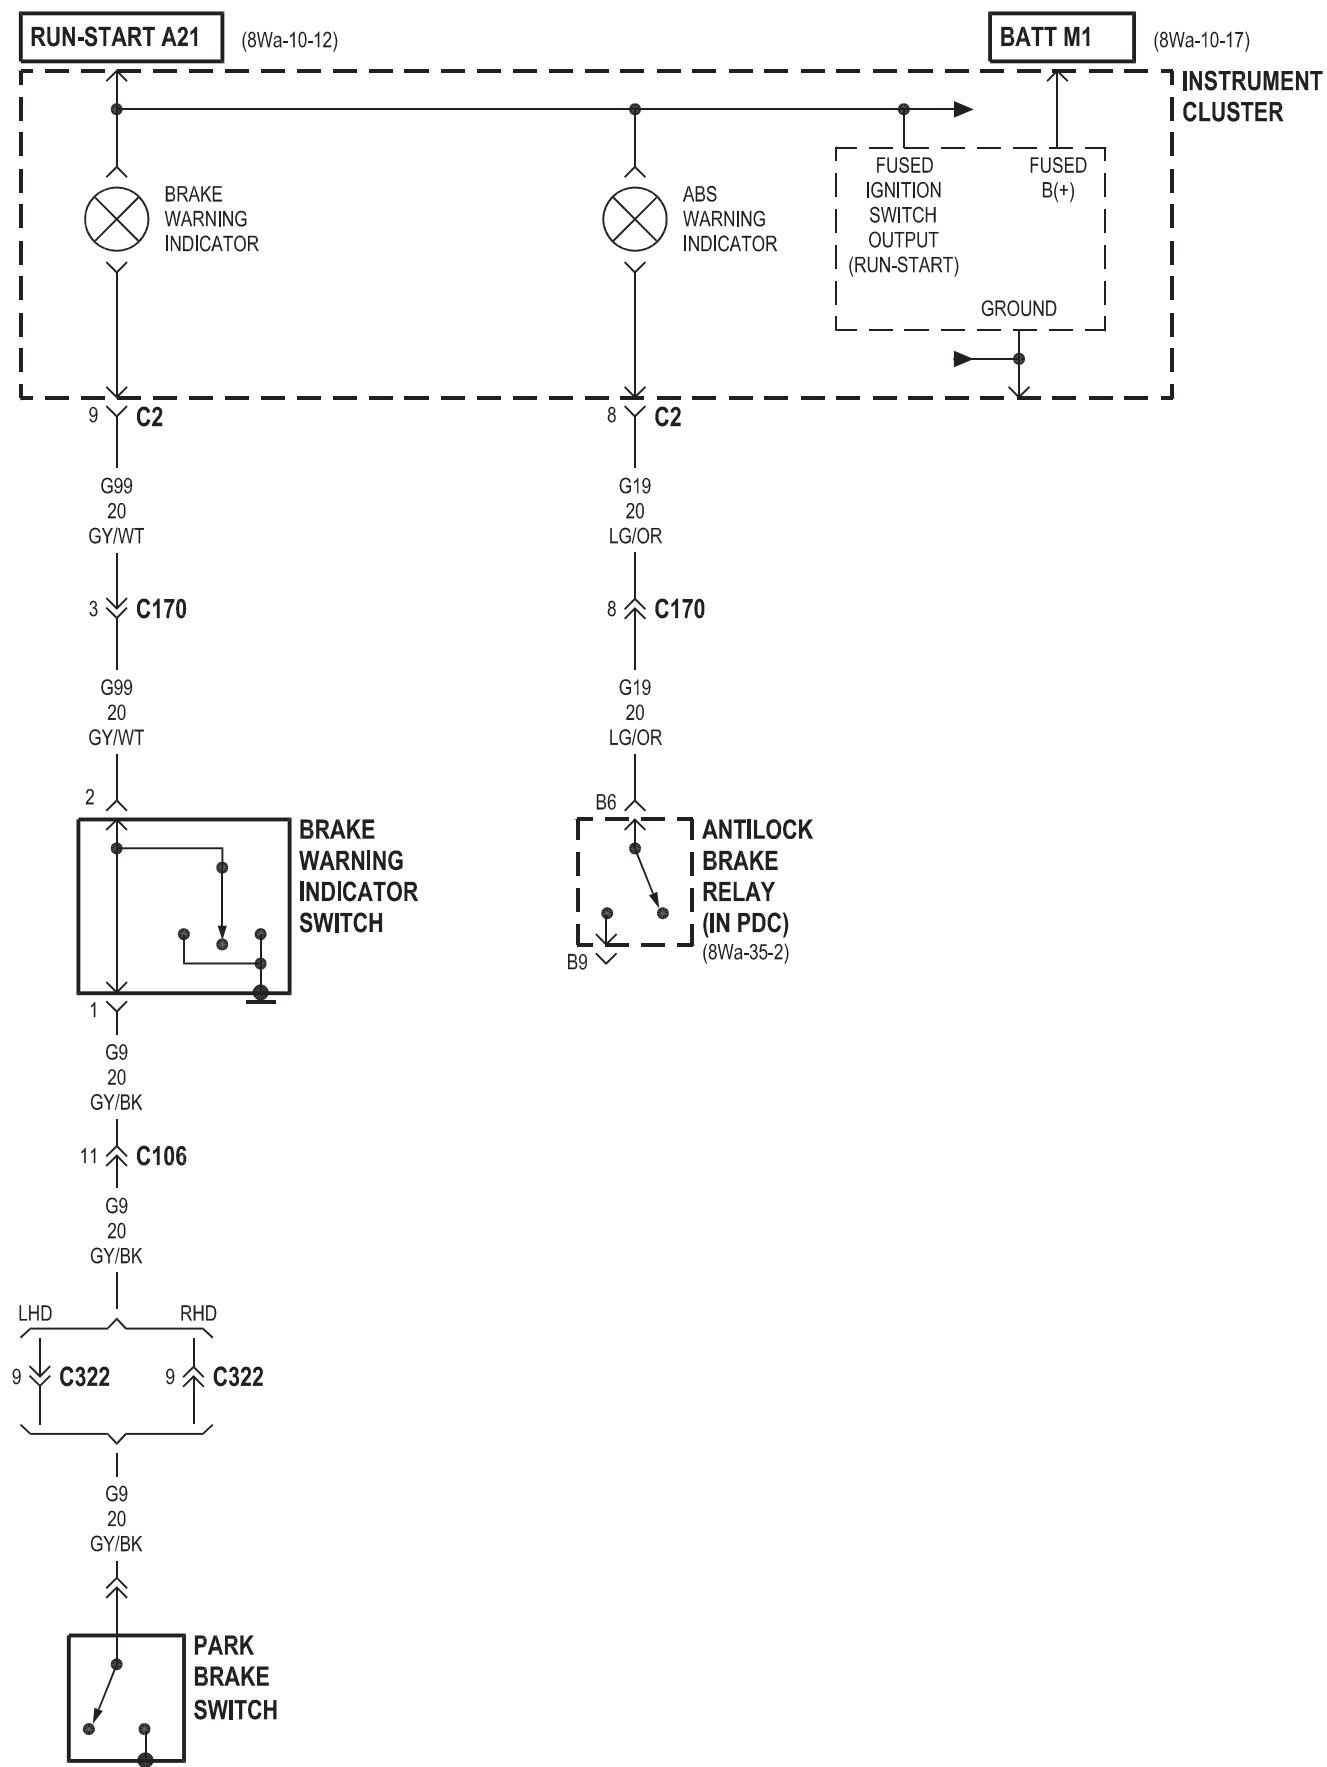 RUN-START A21 (8Wa-10-12)
BATT M1 (8Wa-10-17)
INSTRUMENT
CLUSTER
BRAKE
WARNING
INDICATOR
ABS
WARNING
INDICATOR
FUSED
IGNITION
SWITCH
OUTPUT
(RUN-START)
FUSED
B(+)
GROUND
9 C2
8 C2
G99
20
GY/WT
G19
20
LG/OR
3 C170
8 C170
G99
20
GY/WT
G19
20
LG/OR
2
BRAKE
WARNING
INDICATOR
SWITCH
B6
ANTILOCK
BRAKE
RELAY
(IN PDC)
(8Wa-35-2)
B9
1
G9
20
GY/BK
11 C106
G9
20
GY/BK
LHD RHD
9 C322 9 C322
G9
20
GY/BK
PARK
BRAKE
SWITCH